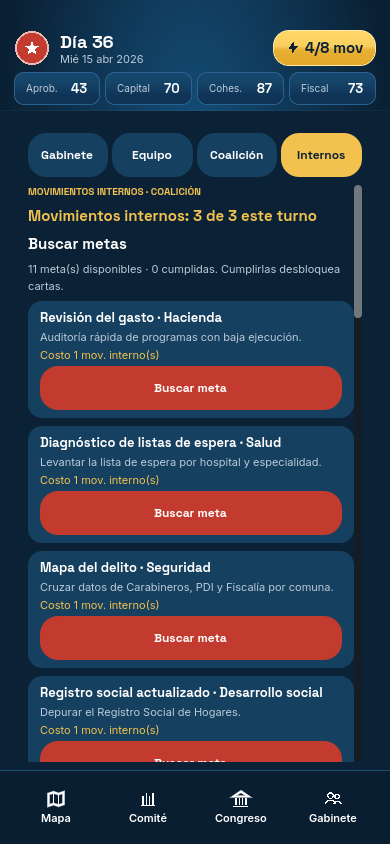 Día 36
Mié 15 abr 2026
4/8 mov
Aprob. 43
Capital 70
Cohes. 87
Fiscal 73
Gabinete
Equipo
Coalición
Internos
MOVIMIENTOS INTERNOS · COALICIÓN
Movimientos internos: 3 de 3 este turno
Buscar metas
11 meta(s) disponibles · 0 cumplidas. Cumplirlas desbloquea
cartas.
Revisión del gasto · Hacienda
Auditoría rápida de programas con baja ejecución.
Costo 1 mov. interno(s)
Buscar meta
Diagnóstico de listas de espera · Salud
Levantar la lista de espera por hospital y especialidad.
Costo 1 mov. interno(s)
Buscar meta
Mapa del delito · Seguridad
Cruzar datos de Carabineros, PDI y Fiscalía por comuna.
Costo 1 mov. interno(s)
Buscar meta
Registro social actualizado · Desarrollo social
Depurar el Registro Social de Hogares.
Costo 1 mov. interno(s)
Buscar meta
Mapa
Comité
Congreso
Gabinete